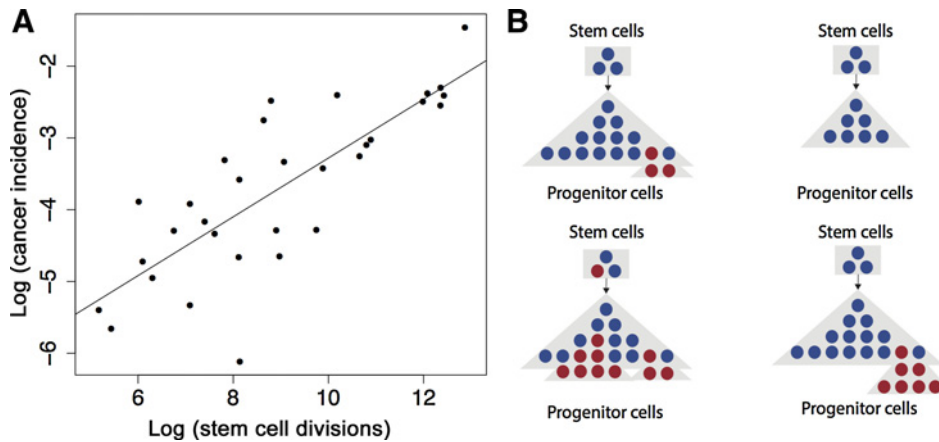 A
Log (cancer incidence)
−2
−3
−4
−5
−6
6
8
10
12
Log (stem cell divisions)
B
Stem cells
Progenitor cells
Stem cells
Progenitor cells
Stem cells
Progenitor cells
Stem cells
Progenitor cells